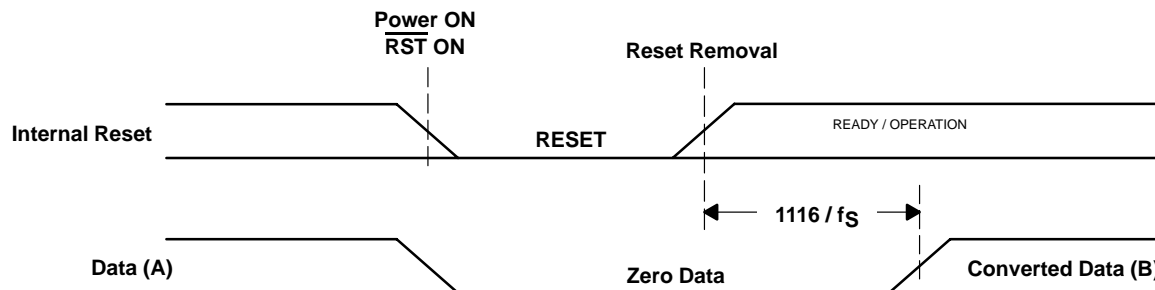 Power ON
RST ON
Reset Removal
Internal Reset
RESET
READY / OPERATION
1116 / fS
Data (A)
Zero Data
Converted Data (B)